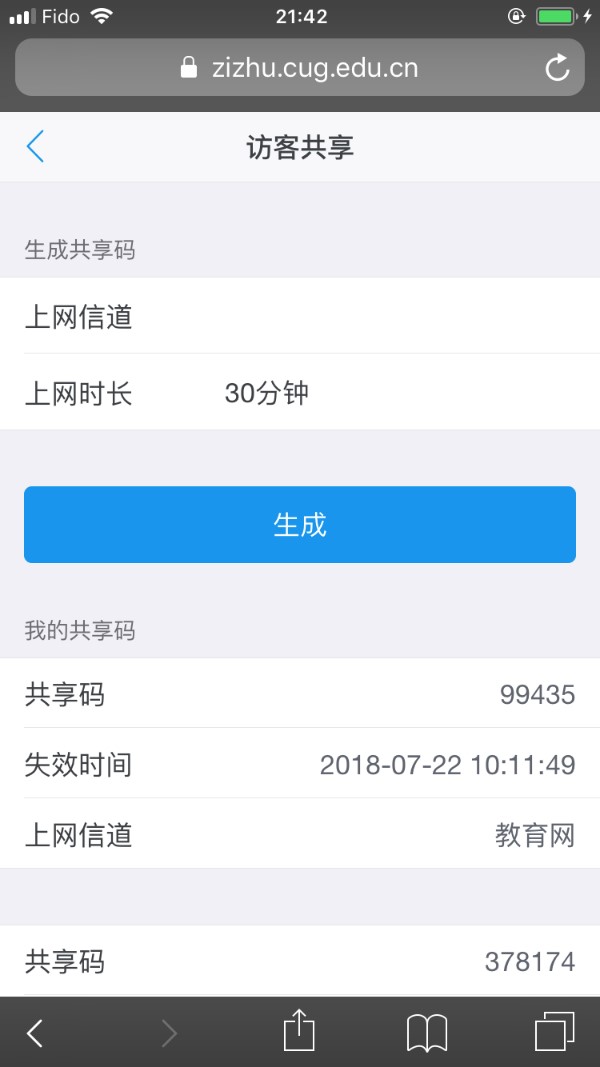 Fido 21:42
zizhu.cug.edu.cn
访客共享
生成共享码
上网信道
上网时长 30分钟
生成
我的共享码
共享码 99435
失效时间 2018-07-22 10:11:49
上网信道 教育网
共享码 378174